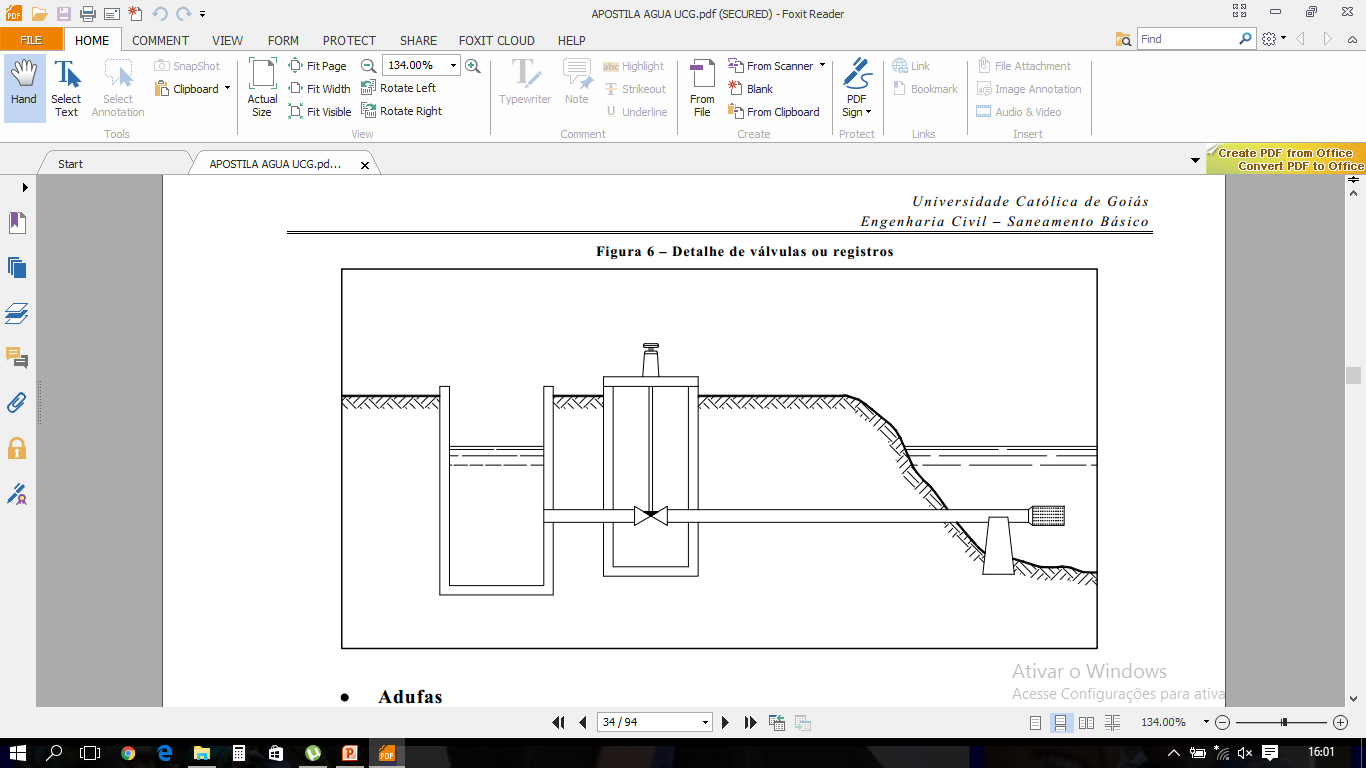 APOSTILA AGUA UCG.pdf (SECURED) - Foxit Reader
FILE HOME COMMENT VIEW FORM PROTECT SHARE FOXIT CLOUD HELP Find
Hand
Select Text
Select Annotation
SnapShot
Clipboard
Tools
Actual Size
Fit Page
Fit Width
Fit Visible
134.00%
Rotate Left
Rotate Right
View
Typewriter
Note
Highlight
Strikeout
Underline
Comment
From File
From Scanner
Blank
From Clipboard
Create
PDF Sign
Protect
Link
Bookmark
Links
File Attachment
Image Annotation
Audio & Video
Insert
Start
APOSTILA AGUA UCG.pd...
Create PDF from Office
Convert PDF to Office
Universidade Católica de Goiás
Engenharia Civil – Saneamento Básico
Figura 6 – Detalhe de válvulas ou registros
• Adufas
Ativar o Windows
Acesse Configurações para ativa
34 / 94
134.00%
16:01